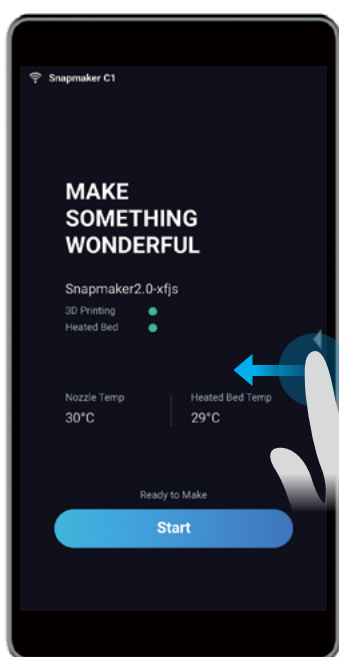 Snapmaker C1
MAKE
SOMETHING
WONDERFUL
Snapmaker2.0-xfjs
3D Printing
Heated Bed
Nozzle Temp
Heated Bed Temp
30°C
29°C
Ready to Make
Start